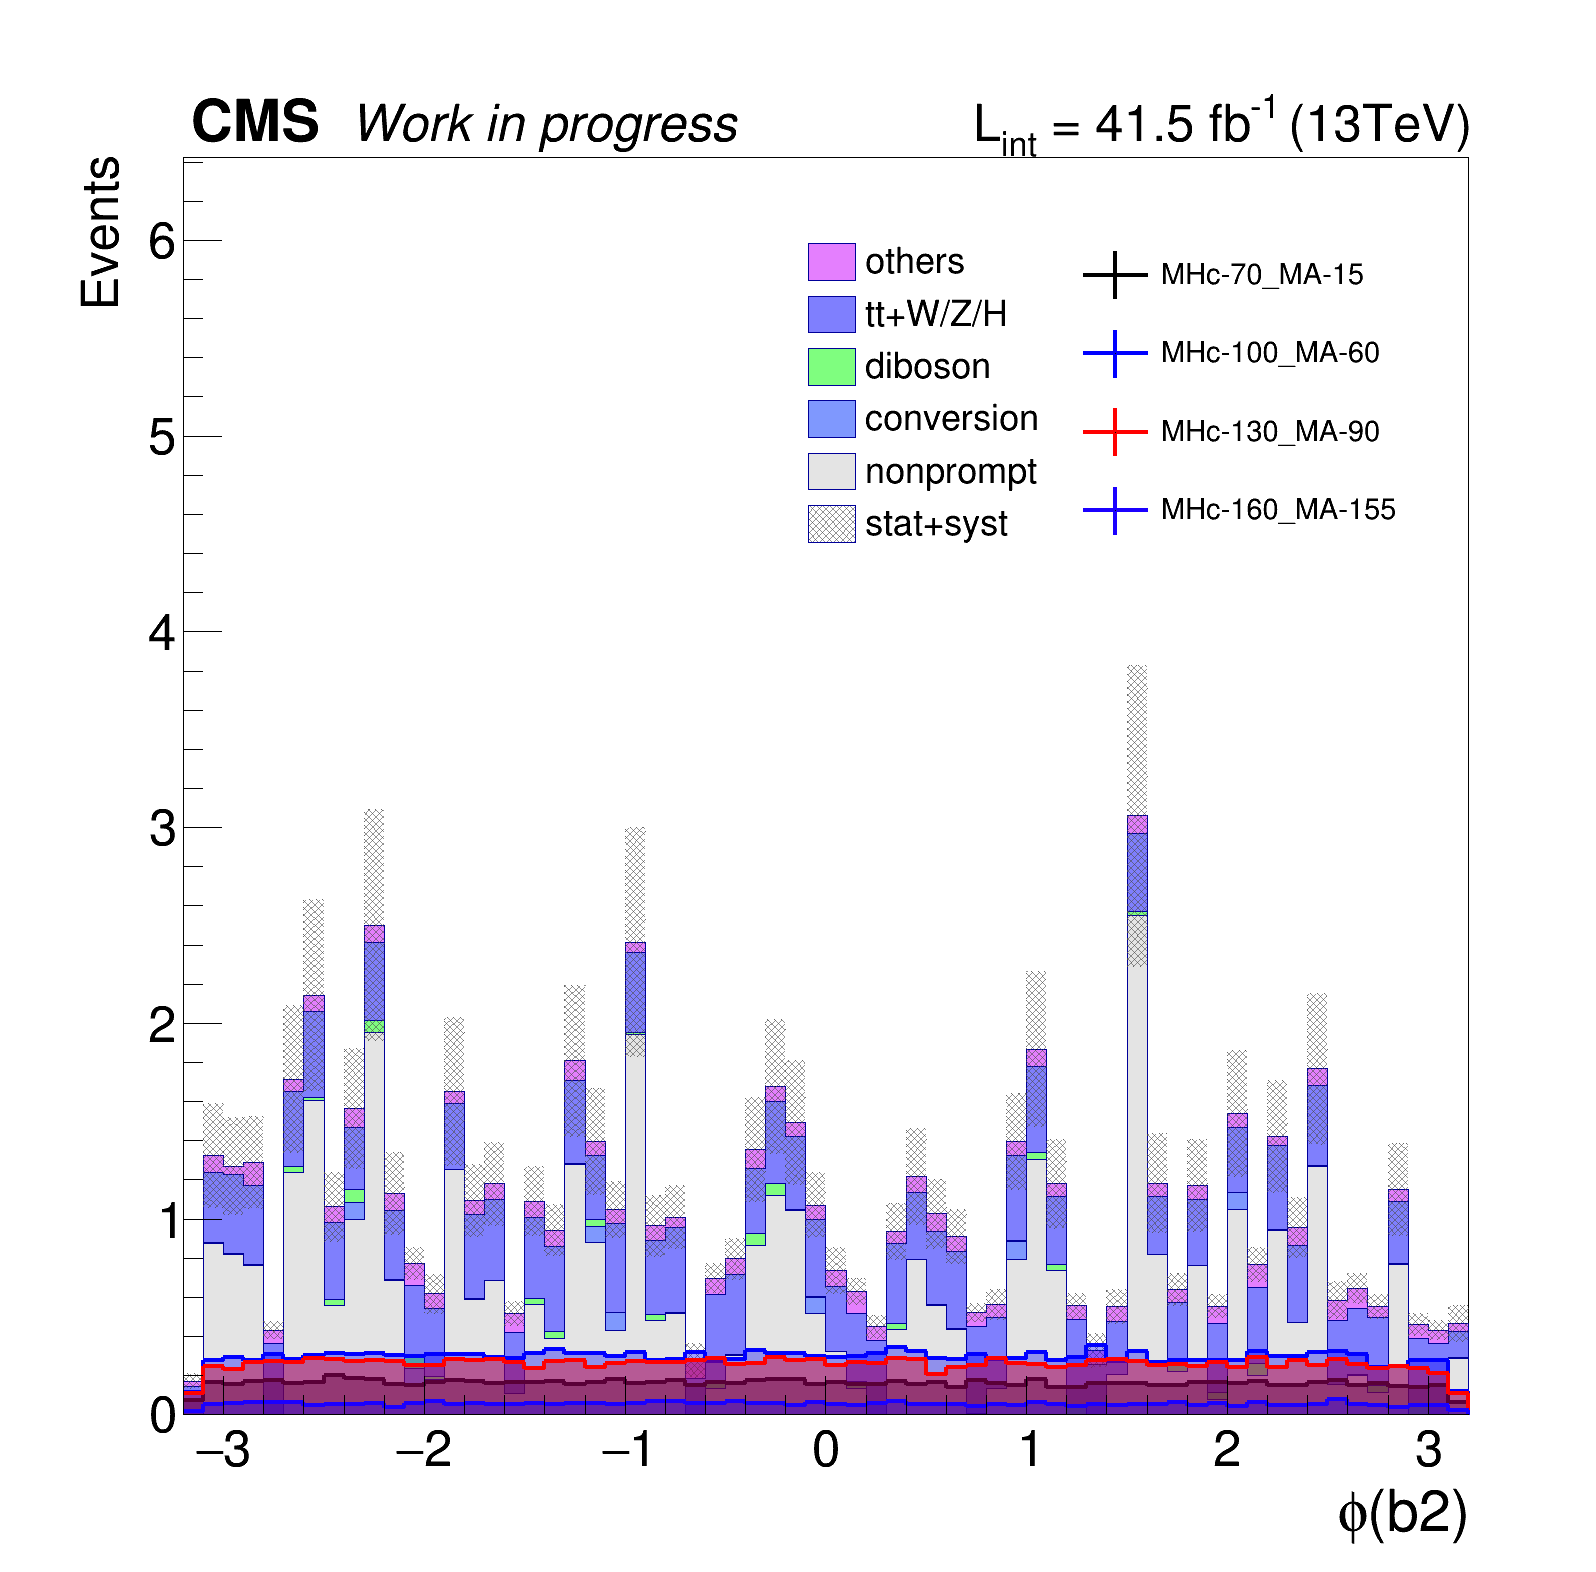 CMS Work in progress
L_int = 41.5 fb^-1 (13TeV)
Events
6
5
4
3
2
1
0
others
tt+W/Z/H
diboson
conversion
nonprompt
stat+syst
MHc-70_MA-15
MHc-100_MA-60
MHc-130_MA-90
MHc-160_MA-155
−3 −2 −1 0 1 2 3
ϕ(b2)